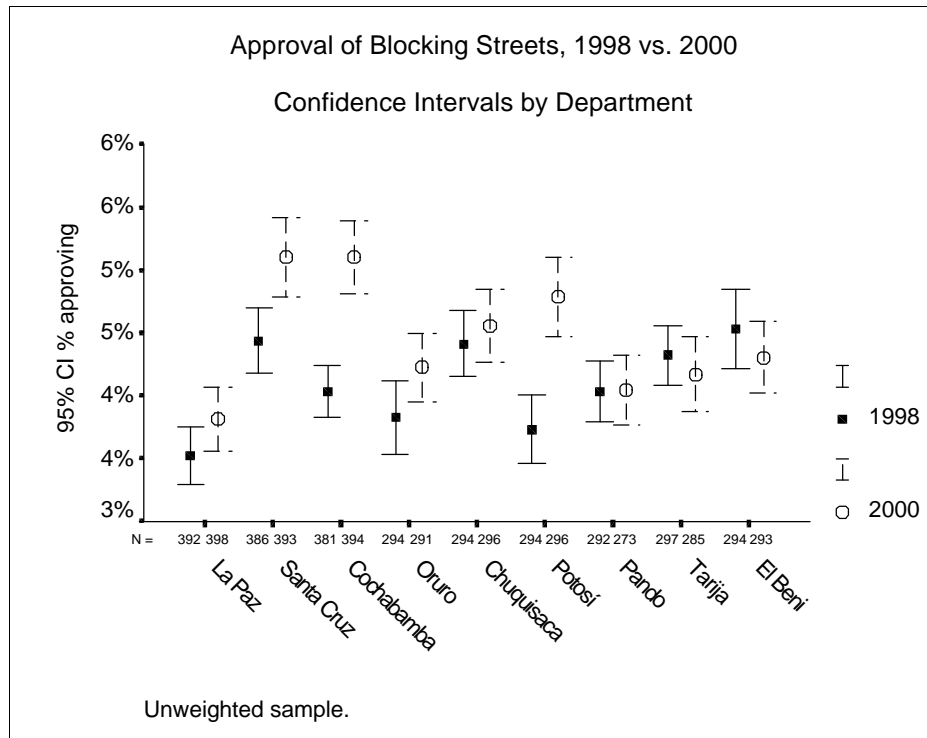 Approval of Blocking Streets, 1998 vs. 2000
Confidence Intervals by Department
95% CI % approving
6%
6%
5%
5%
4%
4%
3%
N = 392 398 386 393 381 394 294 291 294 296 294 296 292 273 297 285 294 293
La Paz
Santa Cruz
Cochabamba
Oruro
Chuquisaca
Potosí
Pando
Tarija
El Beni
1998
2000
Unweighted sample.